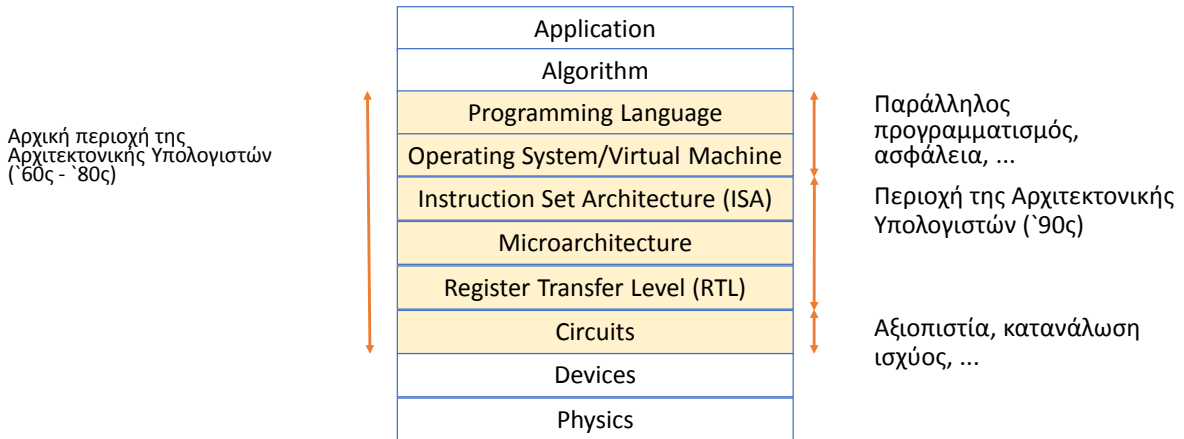 Application
Algorithm
Programming Language
Operating System/Virtual Machine
Instruction Set Architecture (ISA)
Microarchitecture
Register Transfer Level (RTL)
Circuits
Devices
Physics
Αρχική περιοχή της
Αρχιτεκτονικής Υπολογιστών
(`60ς - `80ς)
Παράλληλος
προγραμματισμός,
ασφάλεια, ...
Περιοχή της Αρχιτεκτονικής
Υπολογιστών (`90ς)
Αξιοπιστία, κατανάλωση
ισχύος, ...